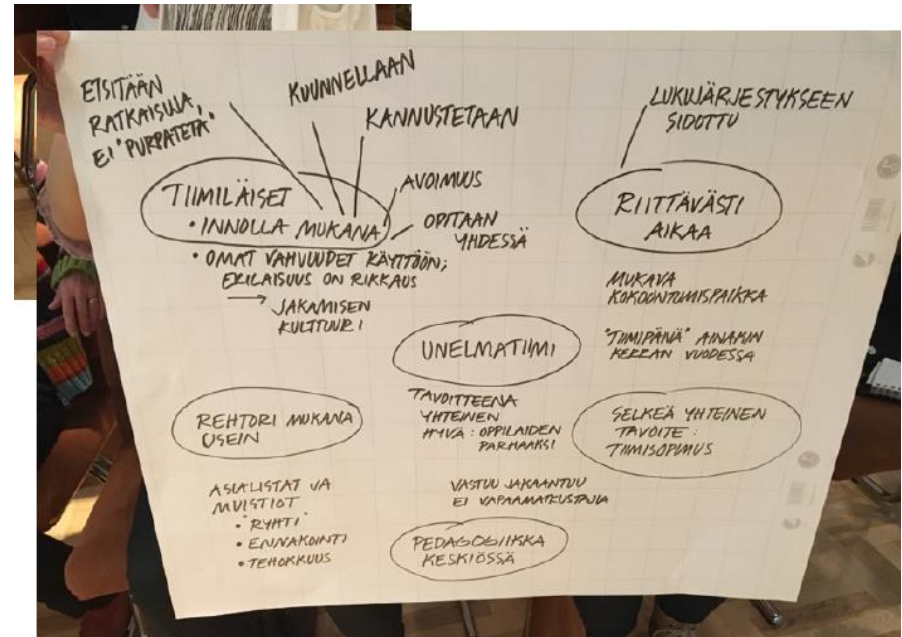 ETSITÄÄN
RATKAISUJA,
EI "PURPATETA"
KUUNNELLAAN
KANNUSTETAAN
TIIMILÄISET
• INNOLLA MUKANA
AVOIMUUS
OPITAAN
YHDESSÄ
• OMAT VAHVUUDET KÄYTTÖÖN;
ERILAISUUS ON RIKKAUS
→ JAKAMISEN
KULTTUURI
LUKUJÄRJESTYKSEEN
SIDOTTU
RIITTÄVÄSTI
AIKAA
MUKAVA
KOKOONTUMISPAIKKA
"TIIMIPÄIVÄ" AINAKIN
KERRAN VUODESSA
UNELMATIIMI
TAVOITTEENA
YHTEINEN
HYVÄ: OPPILAIDEN
PARHAAKSI
REHTORI MUKANA
USEIN
SELKEÄ YHTEINEN
TAVOITE:
TIIMISOPIMUS
ASIALISTAT JA
MUISTIOT
• "RYHTI"
• ENNAKOINTI
• TEHOKKUUS
VASTUU JAKAANTUU
EI VAPAAMATKUSTAJIA
PEDAGOGIIKKA
KESKIÖSSÄ